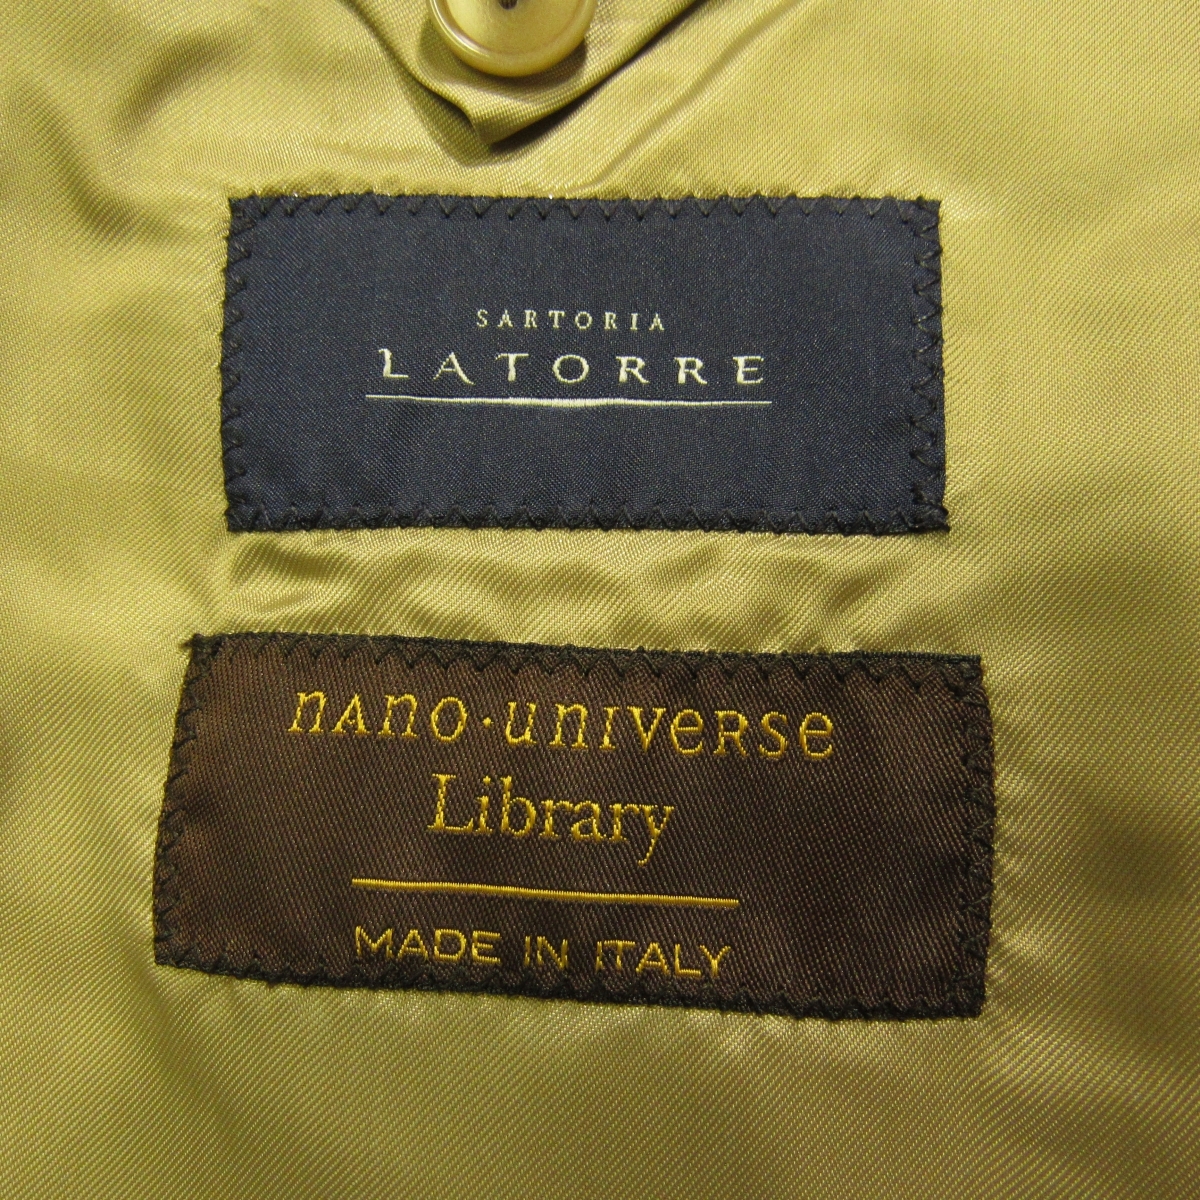 SARTORIA
LATORRE
nAno·unIVeRSe
Library
MADE IN ITALY